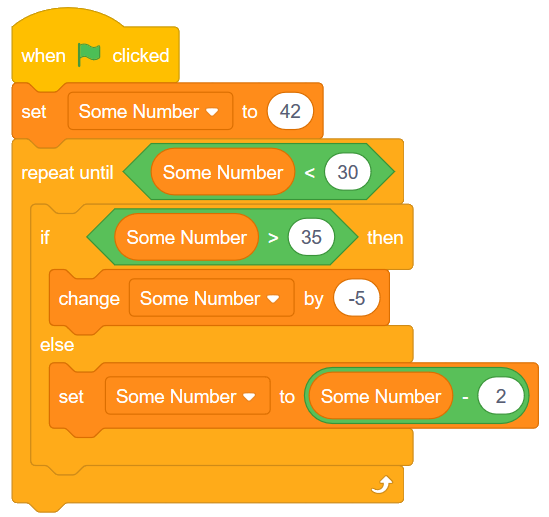 when clicked
set Some Number to 42
repeat until Some Number < 30
if Some Number > 35 then
change Some Number by -5
else
set Some Number to Some Number - 2